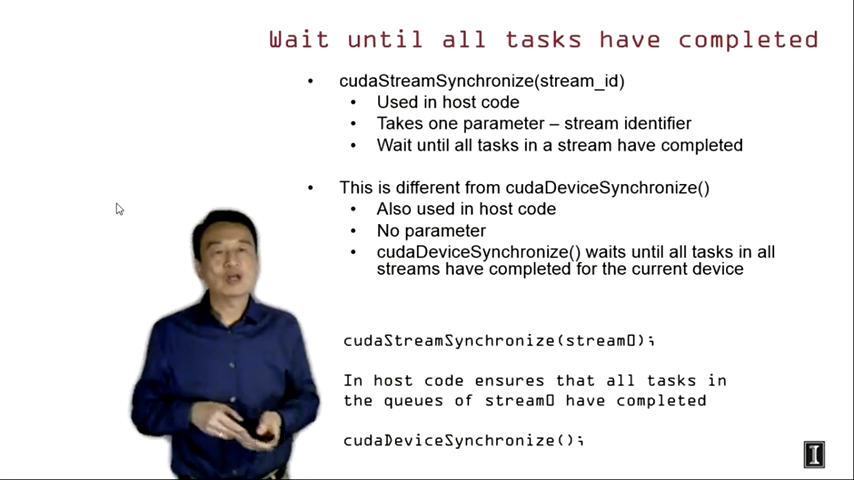 Wait until all tasks have completed
• cudaStreamSynchronize(stream_id)
• Used in host code
• Takes one parameter – stream identifier
• Wait until all tasks in a stream have completed
• This is different from cudaDeviceSynchronize()
• Also used in host code
• No parameter
• cudaDeviceSynchronize() waits until all tasks in all
streams have completed for the current device
cudaStreamSynchronize(stream0);
In host code ensures that all tasks in
the queues of stream0 have completed
cudaDeviceSynchronize();
I